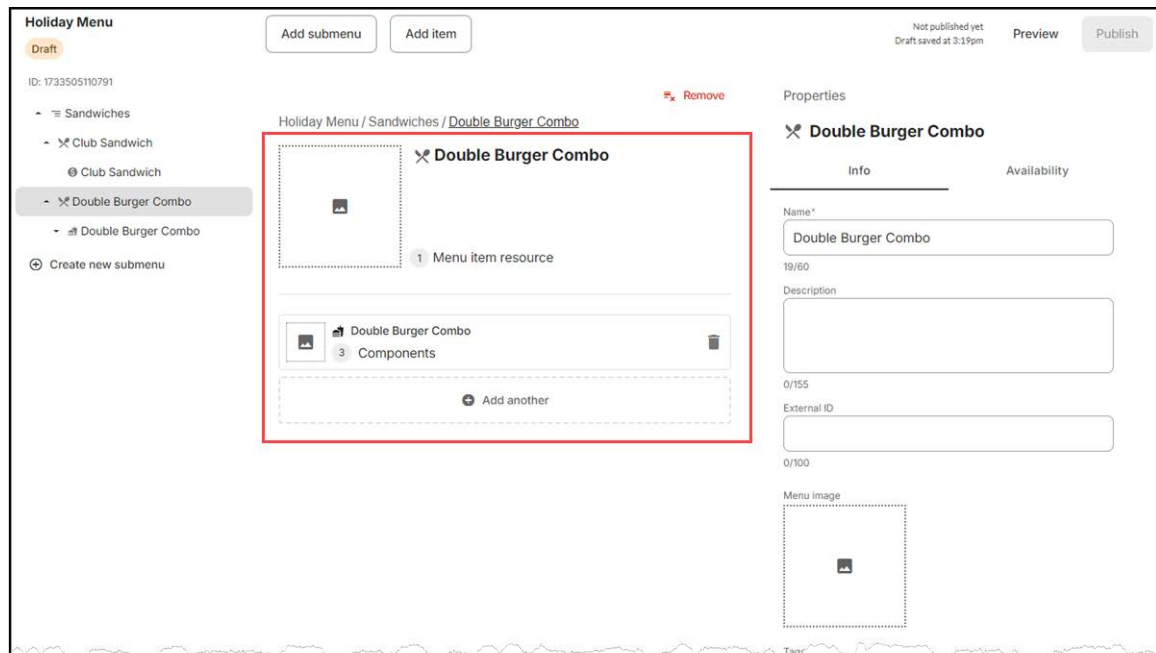 Holiday Menu
Draft
ID: 1733505110791
Sandwiches
Club Sandwich
Club Sandwich
Double Burger Combo
Double Burger Combo
Create new submenu
Add submenu
Add item
Not published yet
Draft saved at 3:19pm
Preview
Publish
Remove
Holiday Menu / Sandwiches / Double Burger Combo
Double Burger Combo
1 Menu item resource
Double Burger Combo
3 Components
Add another
Properties
Double Burger Combo
Info
Availability
Name*
Double Burger Combo
19/60
Description
0/155
External ID
0/100
Menu image
Tags